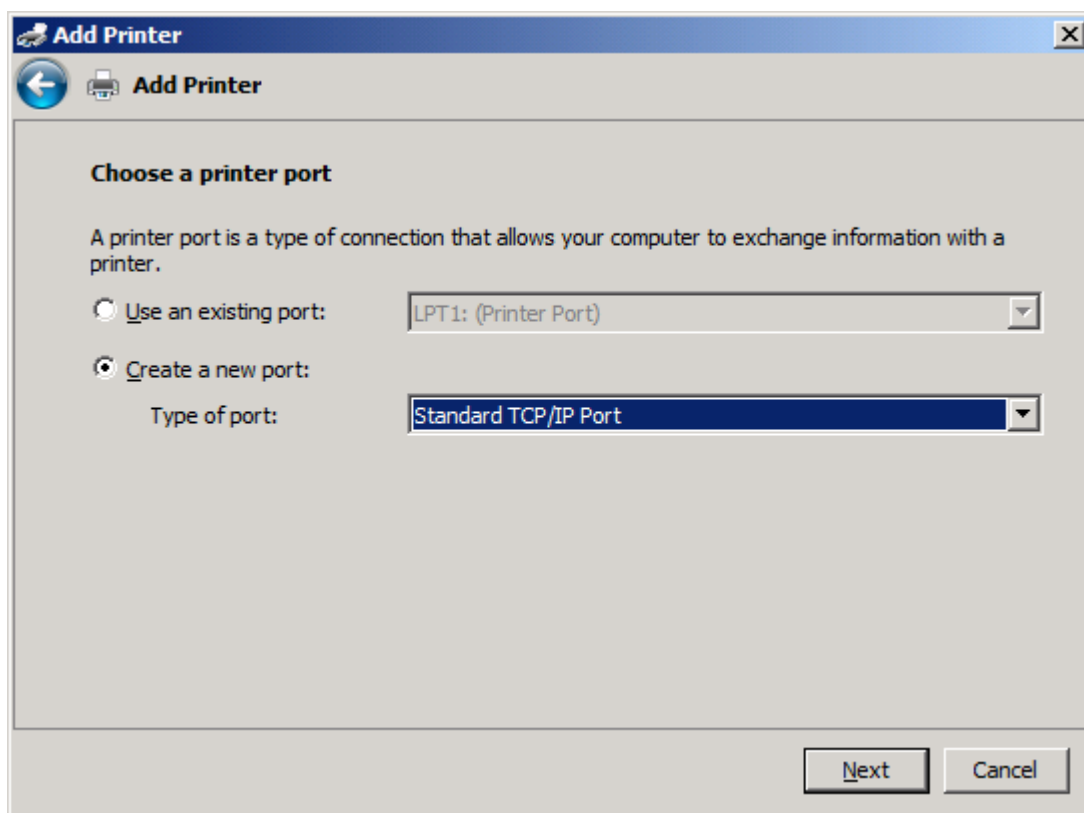 Add Printer
Add Printer
Choose a printer port
A printer port is a type of connection that allows your computer to exchange information with a
printer.
Use an existing port: LPT1: (Printer Port)
Create a new port:
Type of port: Standard TCP/IP Port
Next Cancel